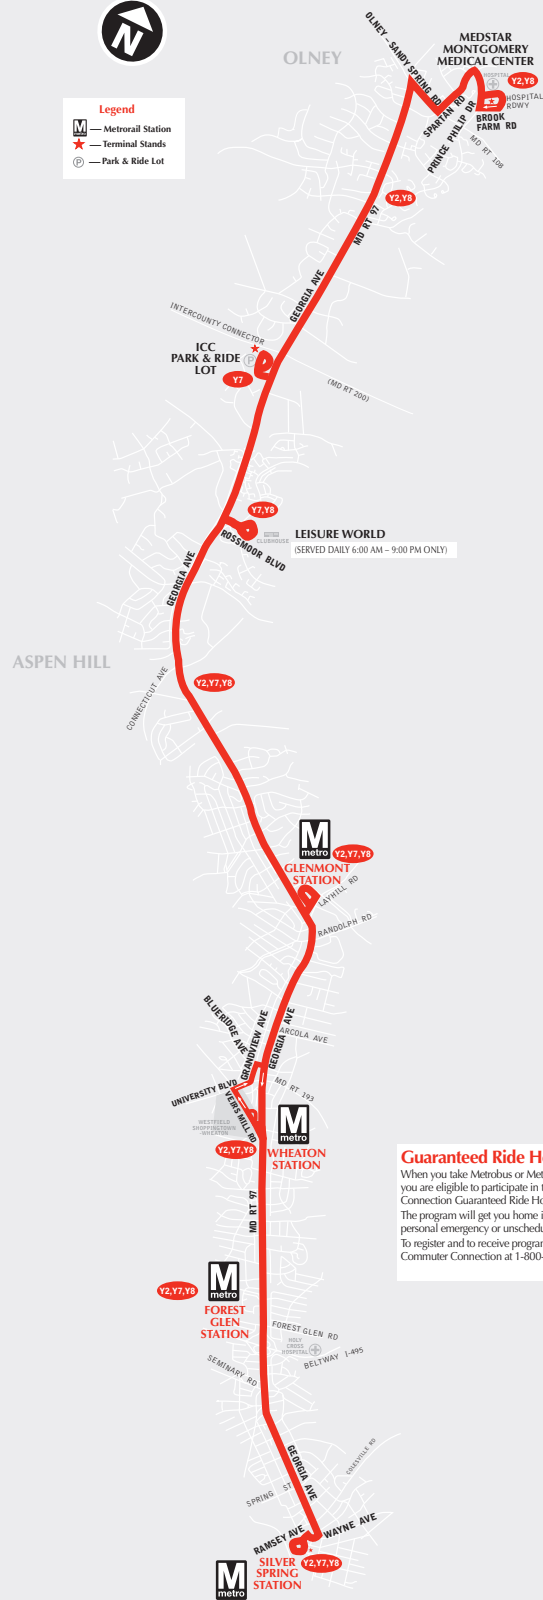 N
OLNEY
OLNEY – SANDY SPRING RD
MEDSTAR
MONTGOMERY
MEDICAL CENTER
HOSPITAL
Y2,Y8
HOSPITAL
RDWY
BROOK
FARM RD
SPARTAN RD
PRINCE PHILIP DR
MD RT 108
Legend
M metro — Metrorail Station
— Terminal Stands
P — Park & Ride Lot
Y2,Y8
MD RT 97
GEORGIA AVE
INTERCOUNTY CONNECTOR
(MD RT 200)
ICC
PARK & RIDE
LOT
P
Y7
Y7,Y8
ROSSMOOR BLVD
CLUBHOUSE
LEISURE WORLD
(SERVED DAILY 6:00 AM – 9:00 PM ONLY)
GEORGIA AVE
ASPEN HILL
CONNECTICUT AVE
Y2,Y7,Y8
M
metro
Y2,Y7,Y8
GLENMONT
STATION
LAYHILL RD
RANDOLPH RD
BLUERIDGE AVE
GRANDVIEW AVE
GEORGIA AVE
ARCOLA AVE
UNIVERSITY BLVD
VEIRS MILL RD
MD RT 193
WESTFIELD
SHOPPINGTOWN
-WHEATON
M
metro
Y2,Y7,Y8
WHEATON
STATION
Guaranteed Ride H
When you take Metrobus or Met
you are eligible to participate in t
Connection Guaranteed Ride Ho
The program will get you home i
personal emergency or unschedu
To register and to receive program
Commuter Connection at 1-800-
MD RT 97
M
metro
Y2,Y7,Y8
FOREST
GLEN
STATION
FOREST GLEN RD
HOLY
CROSS
HOSPITAL
BELTWAY I-495
SEMINARY RD
GEORGIA AVE
COLESVILLE RD
SPRING ST
RAMSEY AVE
WAYNE AVE
M
metro
SILVER
SPRING
STATION
Y2,Y7,Y8